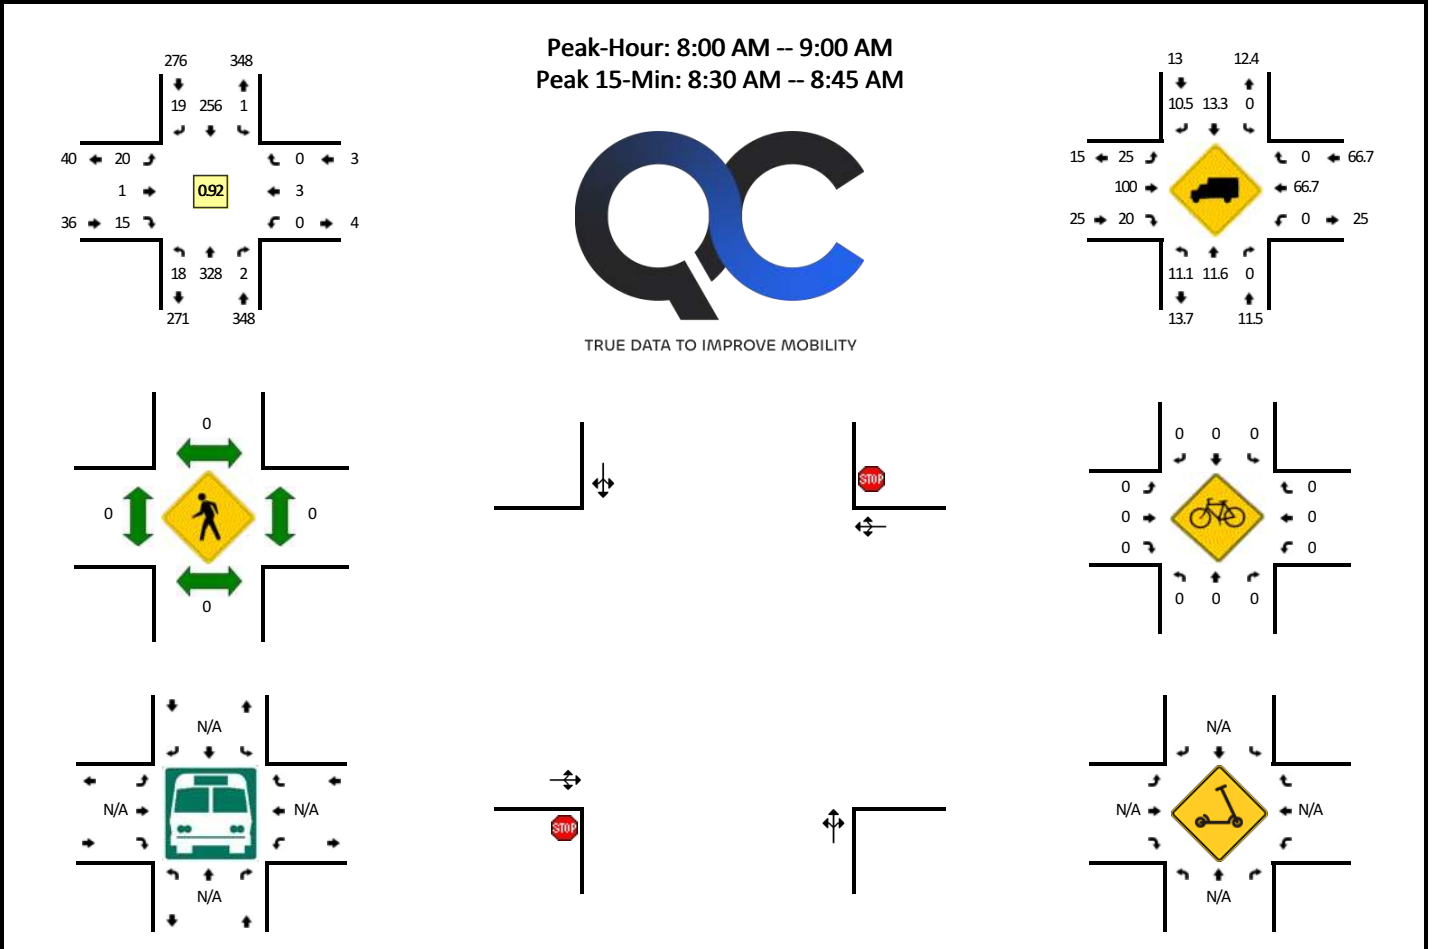 Peak-Hour: 8:00 AM -- 9:00 AM
Peak 15-Min: 8:30 AM -- 8:45 AM
276 348
19 256 1
40 20 0 3
1 0.92 3
36 15 0 4
18 328 2
271 348
QC
TRUE DATA TO IMPROVE MOBILITY
13 12.4
10.5 13.3 0
15 25 0 66.7
100 66.7
25 20 0 25
11.1 11.6 0
13.7 11.5
0
0 0
0
STOP
STOP
0 0 0
0 0
0 0
0 0
0 0 0
N/A
N/A N/A
N/A
N/A
N/A N/A
N/A